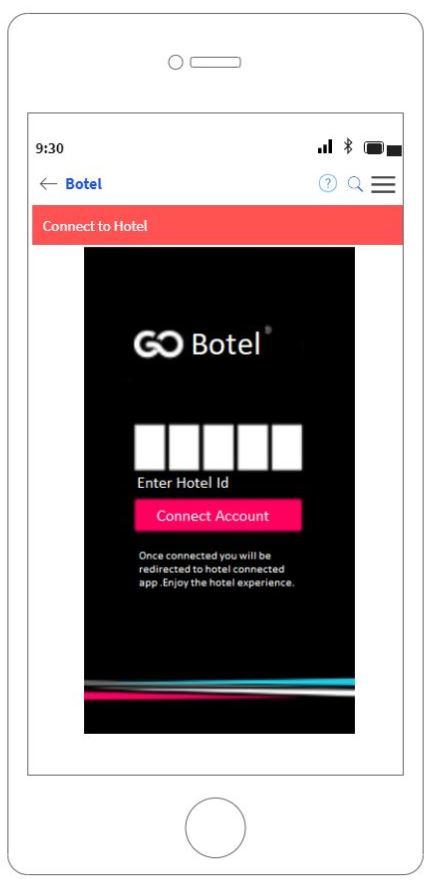 9:30
Botel
Connect to Hotel
GO Botel
Enter Hotel Id
Connect Account
Once connected you will be
redirected to hotel connected
app .Enjoy the hotel experience.